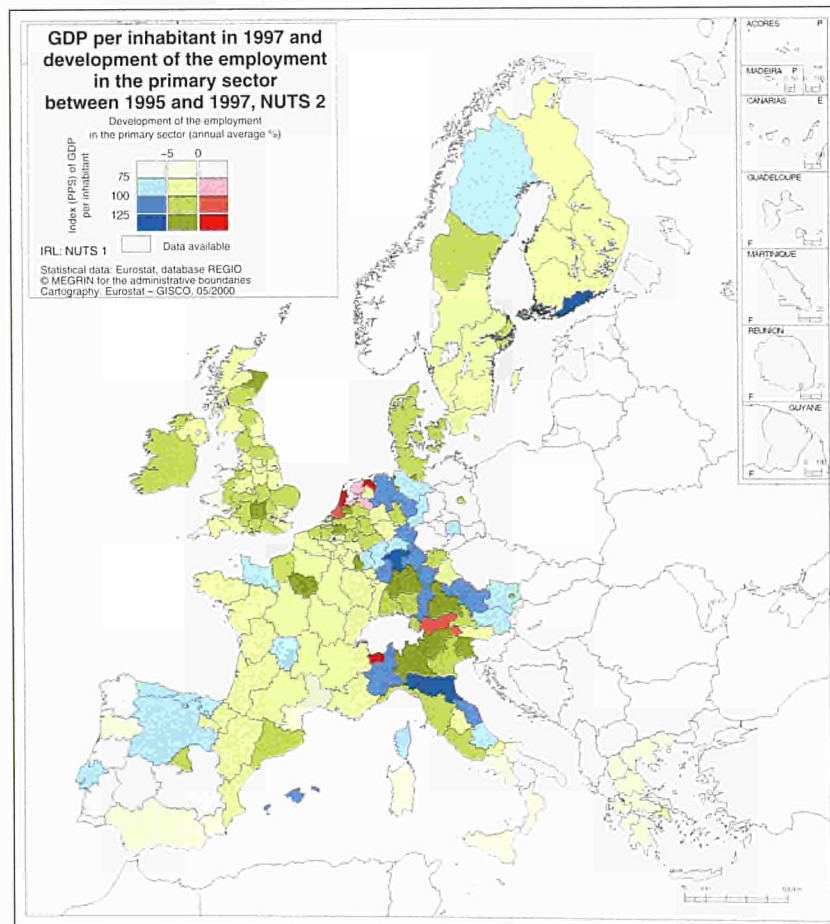 GDP per inhabitant in 1997 and
development of the employment
in the primary sector
between 1995 and 1997, NUTS 2
Development of the employment
in the primary sector (annual average %)
−5 0
Index (PPS) of GDP
per inhabitant
75
100
125
IRL: NUTS 1
Data available
Statistical data: Eurostat, database REGIO
© MEGRIN for the administrative boundaries
Cartography: Eurostat – GISCO, 05/2000
ACORES P
MADEIRA P
CANARIAS E
GUADELOUPE
F
MARTINIQUE
F
REUNION
F
GUYANE
F